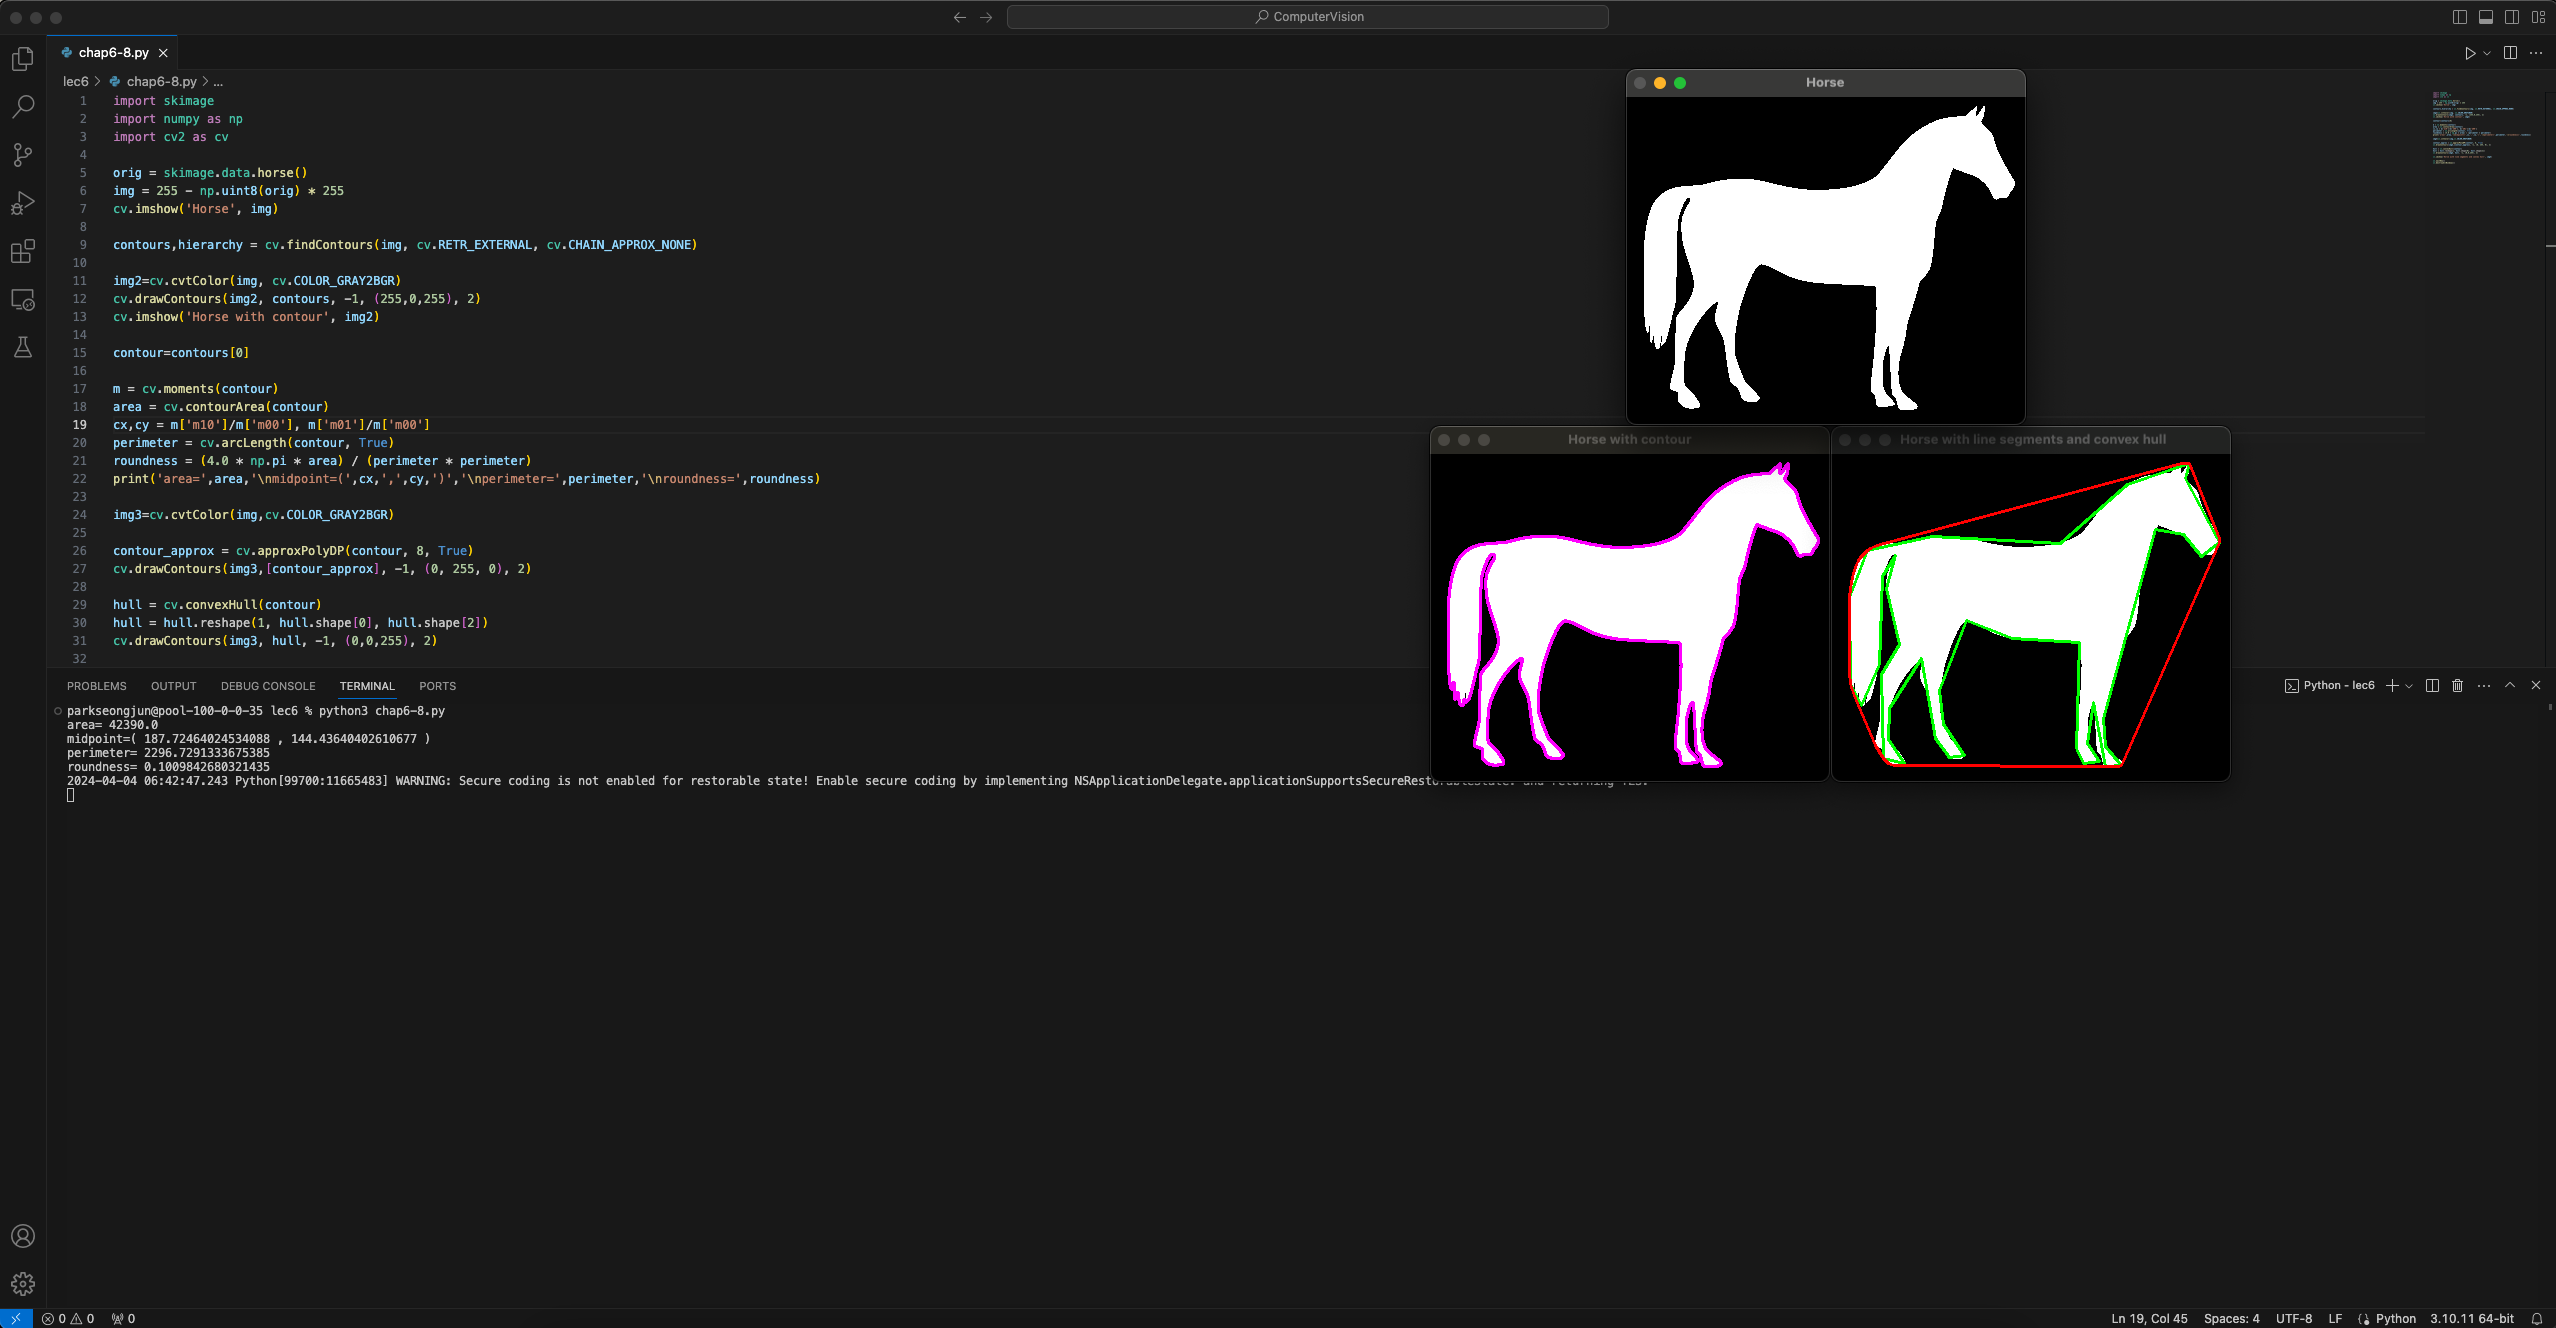 ComputerVision
chap6-8.py
lec6 > chap6-8.py > ...
1 import skimage
2 import numpy as np
3 import cv2 as cv
4
5 orig = skimage.data.horse()
6 img = 255 - np.uint8(orig) * 255
7 cv.imshow('Horse', img)
8
9 contours,hierarchy = cv.findContours(img, cv.RETR_EXTERNAL, cv.CHAIN_APPROX_NONE)
10
11 img2=cv.cvtColor(img, cv.COLOR_GRAY2BGR)
12 cv.drawContours(img2, contours, -1, (255,0,255), 2)
13 cv.imshow('Horse with contour', img2)
14
15 contour=contours[0]
16
17 m = cv.moments(contour)
18 area = cv.contourArea(contour)
19 cx,cy = m['m10']/m['m00'], m['m01']/m['m00']
20 perimeter = cv.arcLength(contour, True)
21 roundness = (4.0 * np.pi * area) / (perimeter * perimeter)
22 print('area=',area,'\nmidpoint=(',cx,',',cy,')','\nperimeter=',perimeter,'\nroundness=',roundness)
23
24 img3=cv.cvtColor(img,cv.COLOR_GRAY2BGR)
25
26 contour_approx = cv.approxPolyDP(contour, 8, True)
27 cv.drawContours(img3,[contour_approx], -1, (0, 255, 0), 2)
28
29 hull = cv.convexHull(contour)
30 hull = hull.reshape(1, hull.shape[0], hull.shape[2])
31 cv.drawContours(img3, hull, -1, (0,0,255), 2)
32
Horse
Horse with contour
Horse with line segments and convex hull
PROBLEMS OUTPUT DEBUG CONSOLE TERMINAL PORTS
Python - lec6
parkseongjun@pool-100-0-0-35 lec6 % python3 chap6-8.py
area= 42390.0
midpoint=( 187.72464024534088 , 144.43640402610677 )
perimeter= 2296.7291333675385
roundness= 0.1009842680321435
2024-04-04 06:42:47.243 Python[99700:11665483] WARNING: Secure coding is not enabled for restorable state! Enable secure coding by implementing NSApplicationDelegate.applicationSupportsSecureRestorableState: and returning YES.
0 0 0
Ln 19, Col 45 Spaces: 4 UTF-8 LF Python 3.10.11 64-bit